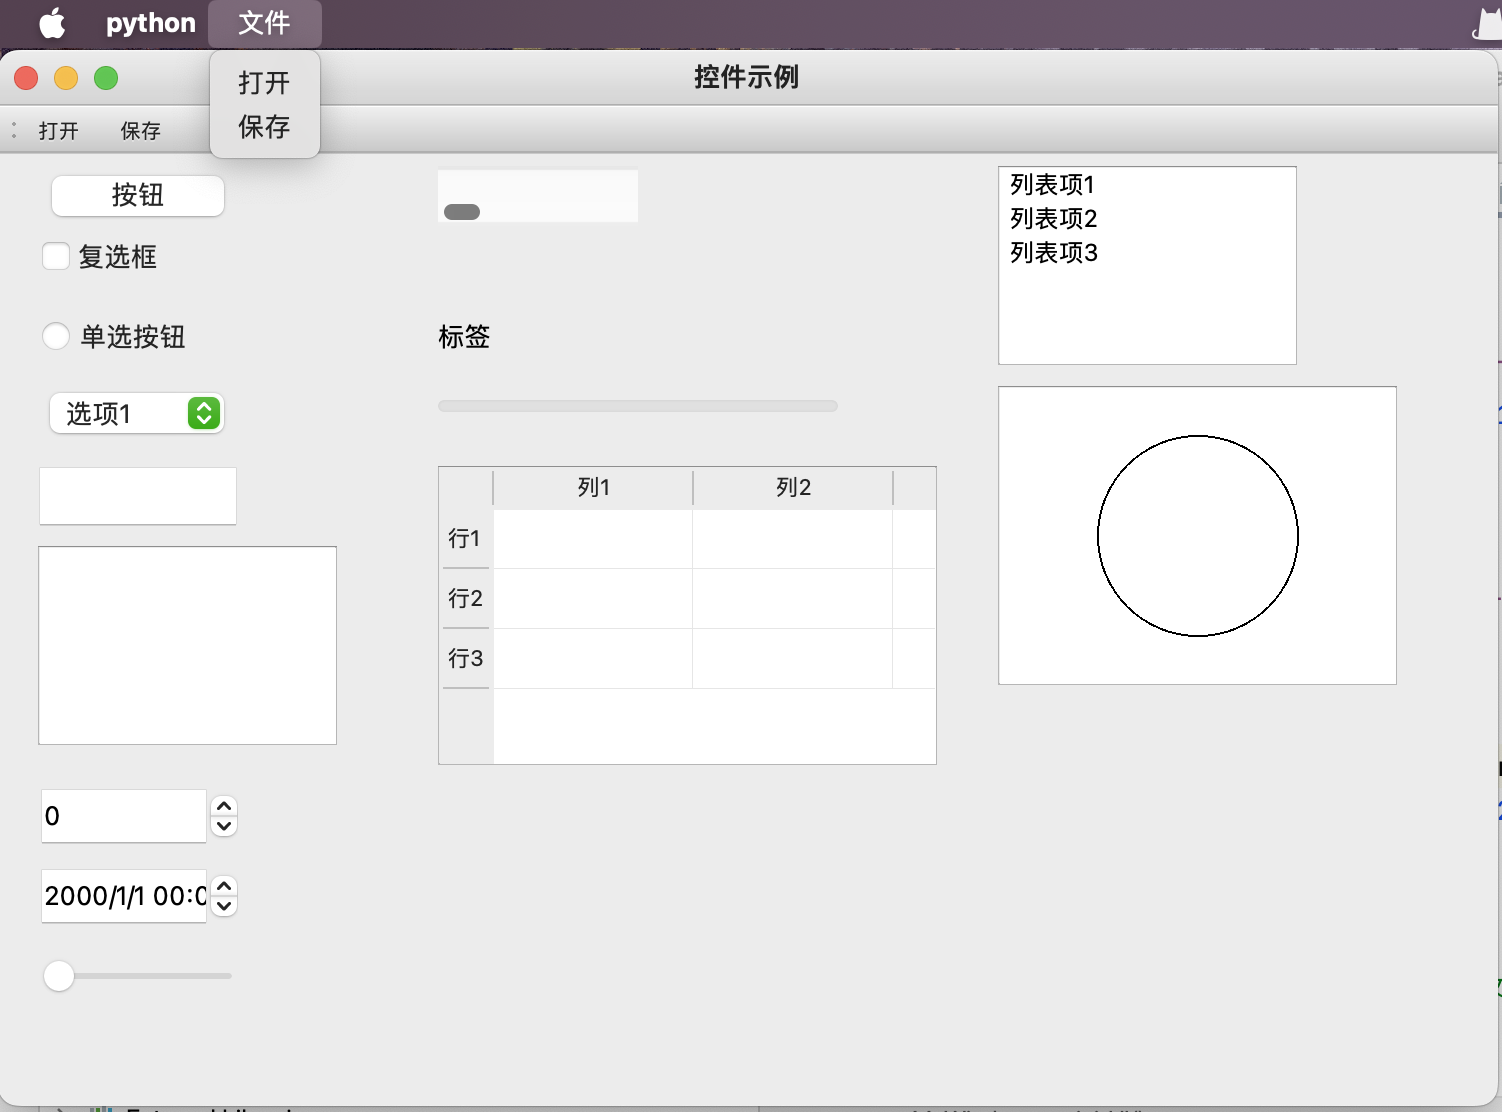 python 文件
控件示例
打开
保存
打开 保存
按钮
复选框
单选按钮
选项1
0
2000/1/1 00:0
标签
列1 列2
行1
行2
行3
列表项1
列表项2
列表项3